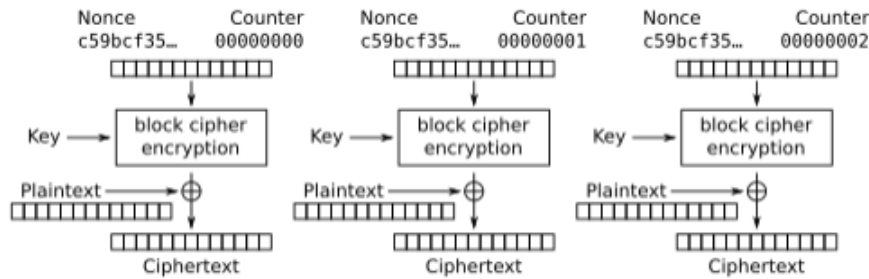 Nonce Counter Nonce Counter Nonce Counter
c59bcf35… 00000000 c59bcf35… 00000001 c59bcf35… 00000002
Key block cipher encryption Key block cipher encryption Key block cipher encryption
Plaintext Plaintext Plaintext
Ciphertext Ciphertext Ciphertext